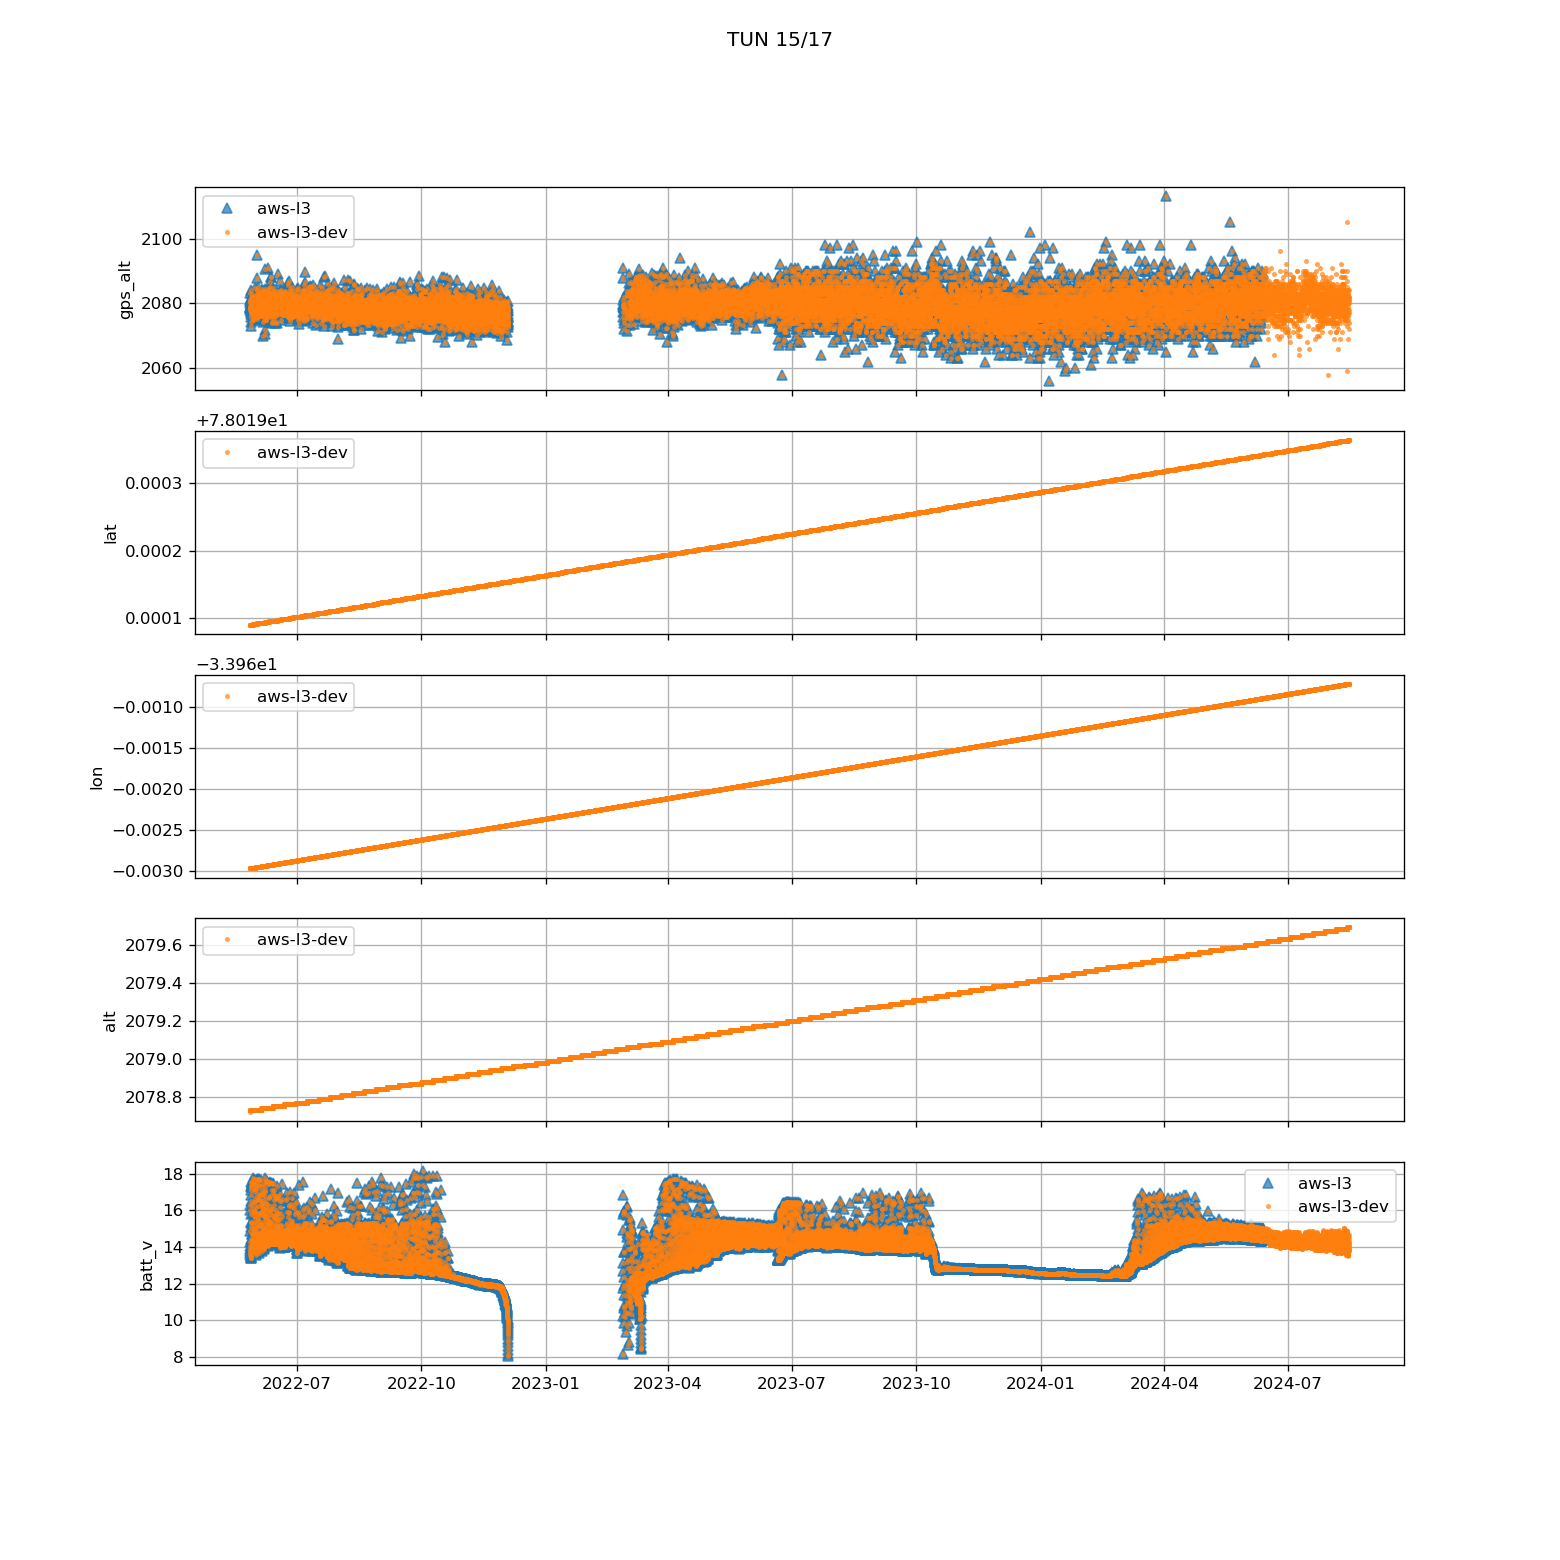 TUN 15/17
aws-l3
aws-l3-dev
2100
2080
2060
gps_alt
+7.8019e1
aws-l3-dev
0.0003
0.0002
0.0001
lat
−3.396e1
aws-l3-dev
−0.0010
−0.0015
−0.0020
−0.0025
−0.0030
lon
aws-l3-dev
2079.6
2079.4
2079.2
2079.0
2078.8
alt
aws-l3
aws-l3-dev
18
16
14
12
10
8
batt_v
2022-07 2022-10 2023-01 2023-04 2023-07 2023-10 2024-01 2024-04 2024-07